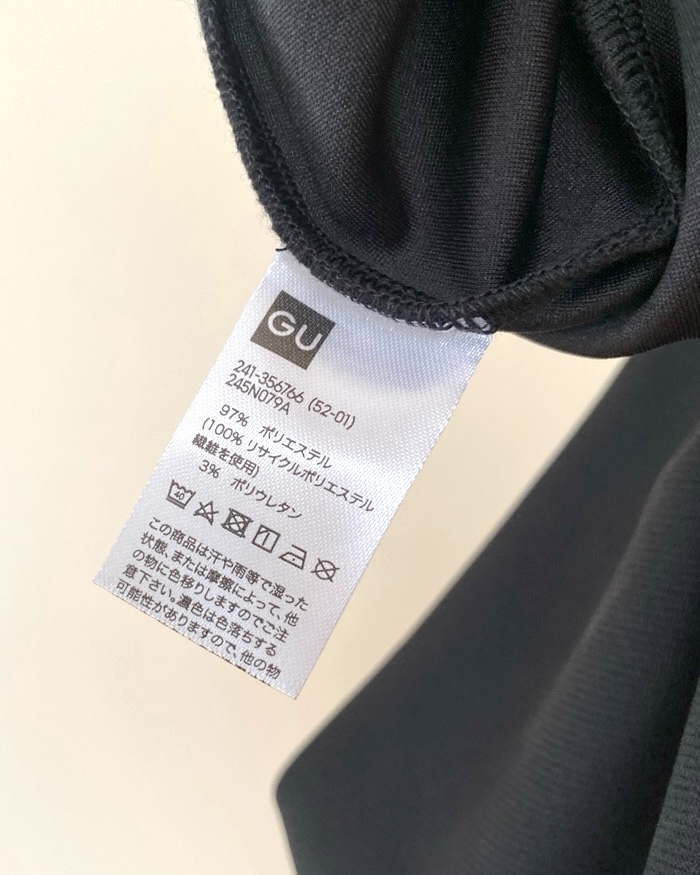 GU
241-356766 (52-01)
245N079A
97% ポリエステル
(100% リサイクルポリエステル
繊維を使用)
3% ポリウレタン
40
この商品は汗や雨等で湿った
状態、または摩擦によって、他
の物に色移りしますのでご注
意下さい。濃色は色落ちする
可能性がありますので、他の物